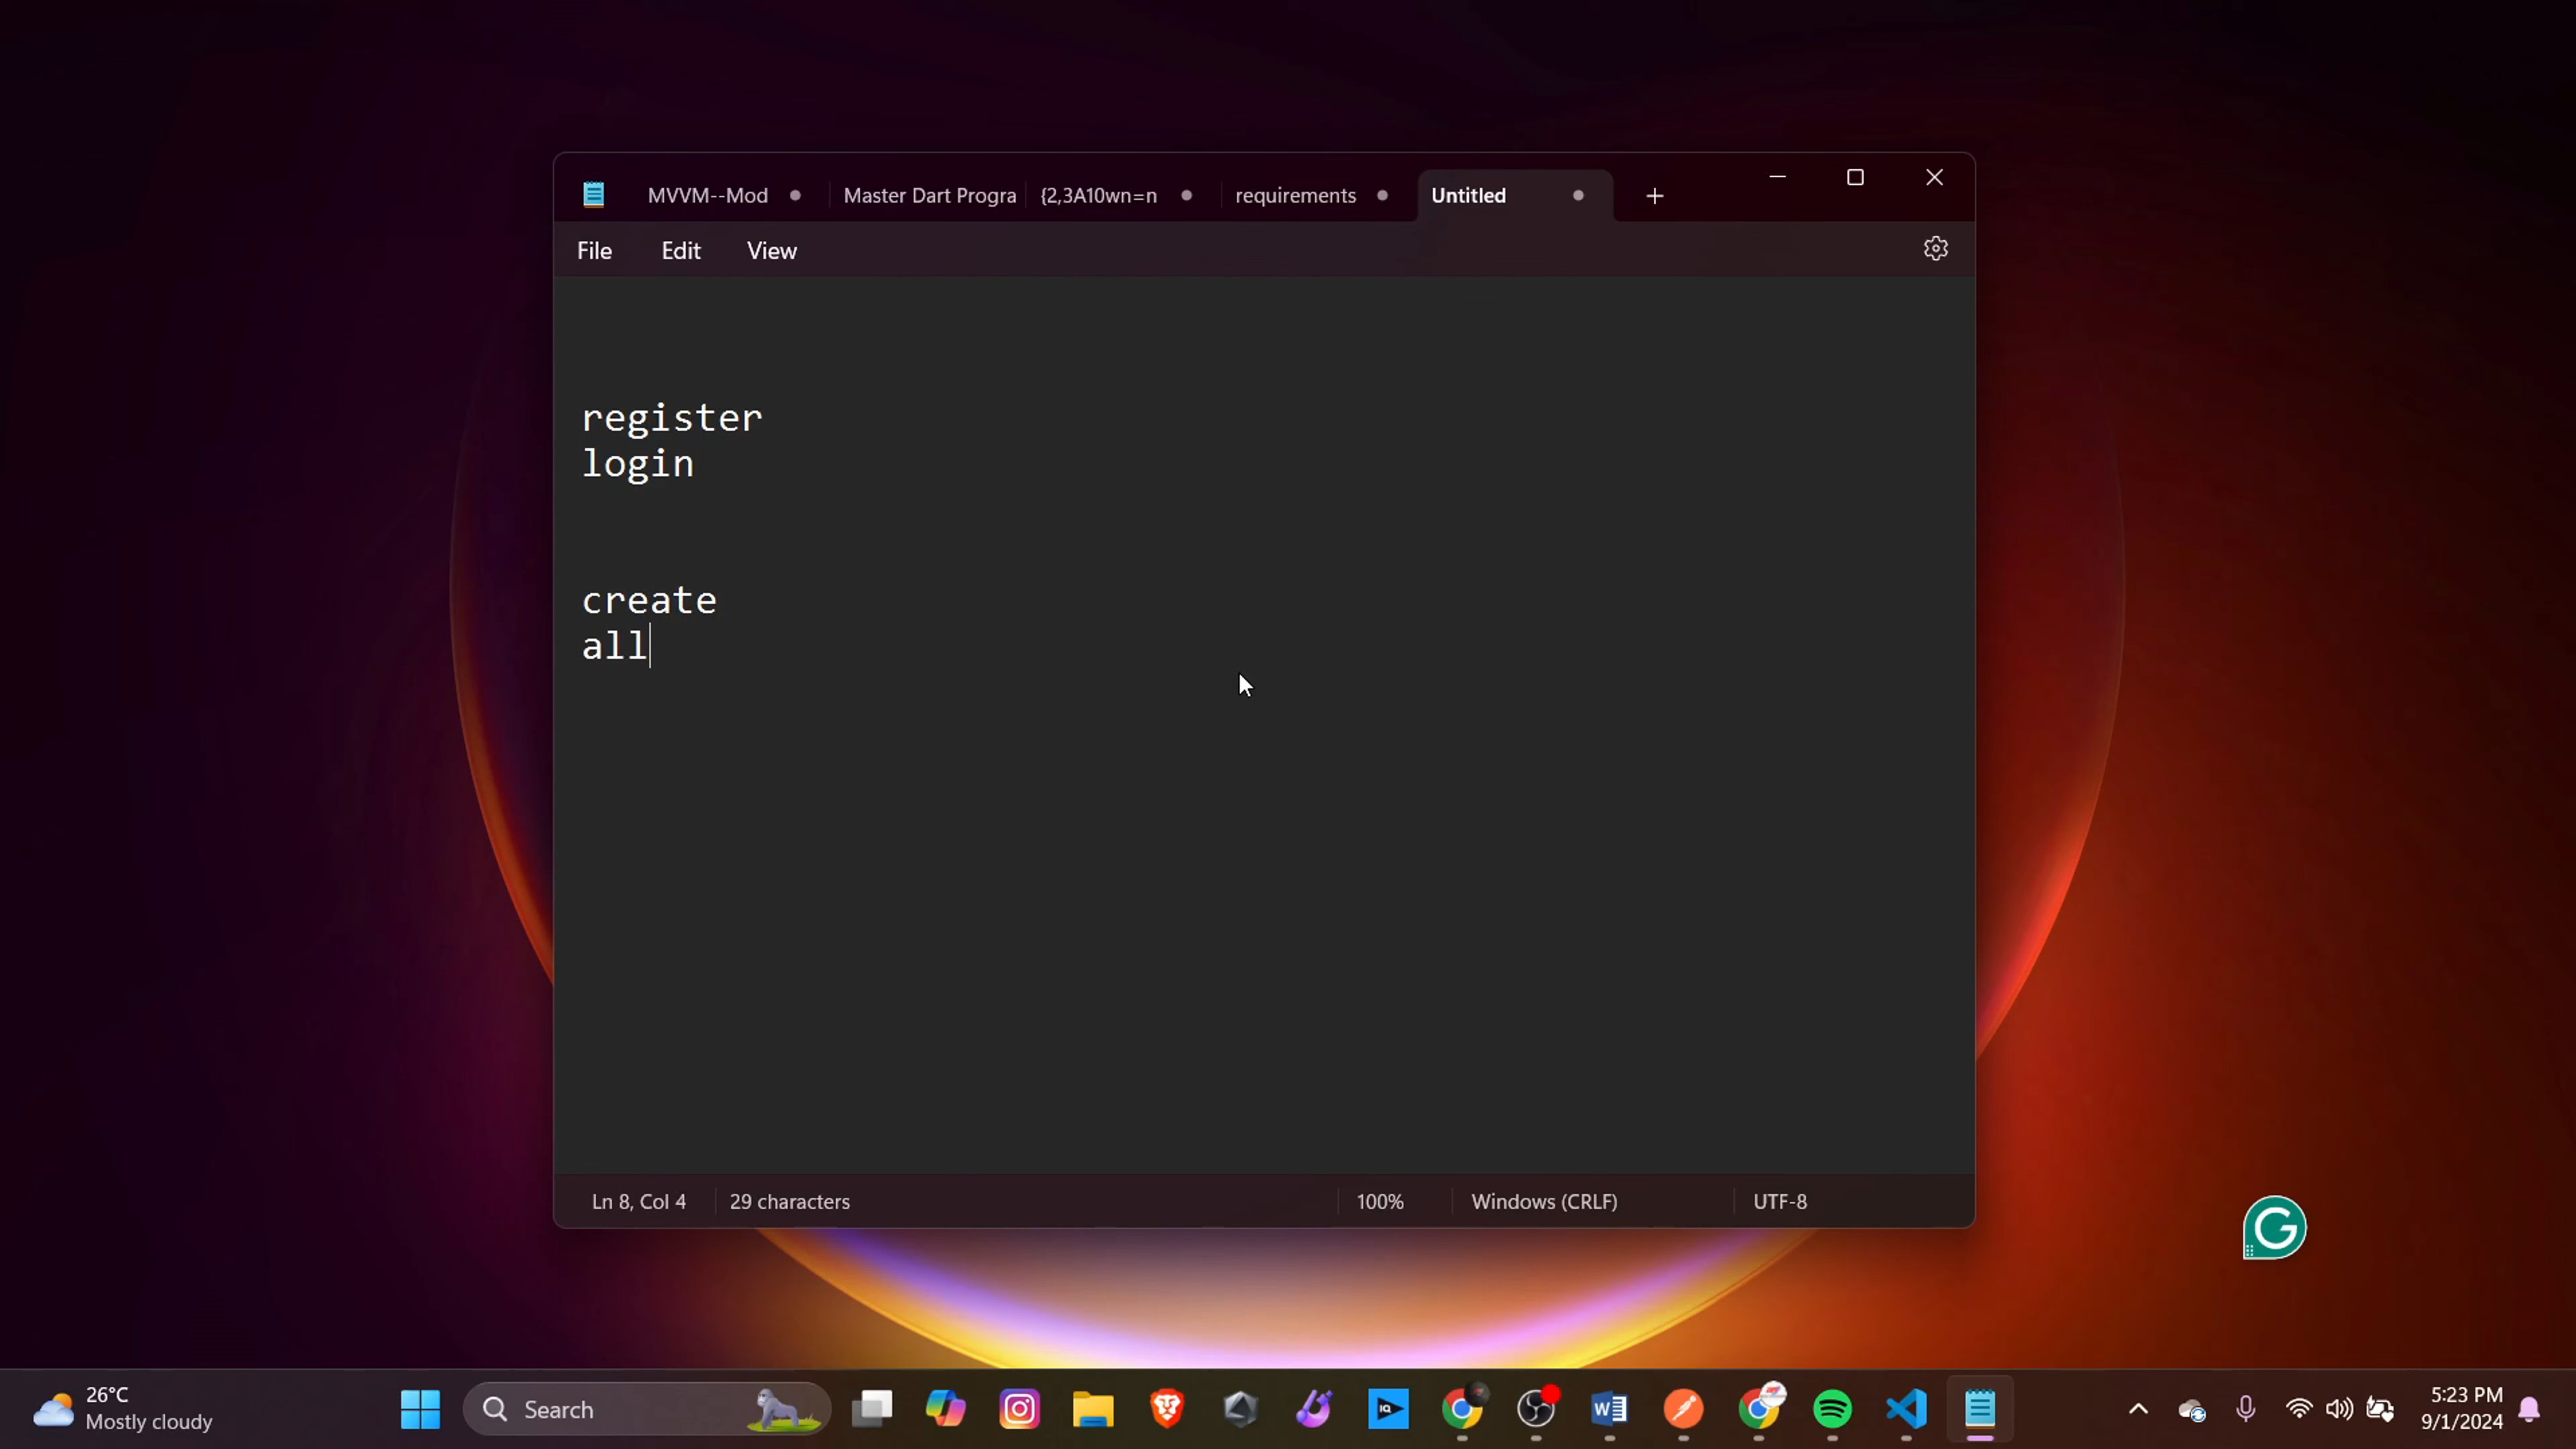 MVVM--Mod
Master Dart Progra
{2,3A10wn=n
requirements
Untitled
File Edit View
register
login
create
all
Ln 8, Col 4
29 characters
100%
Windows (CRLF)
UTF-8
26°C
Mostly cloudy
Search
5:23 PM
9/1/2024